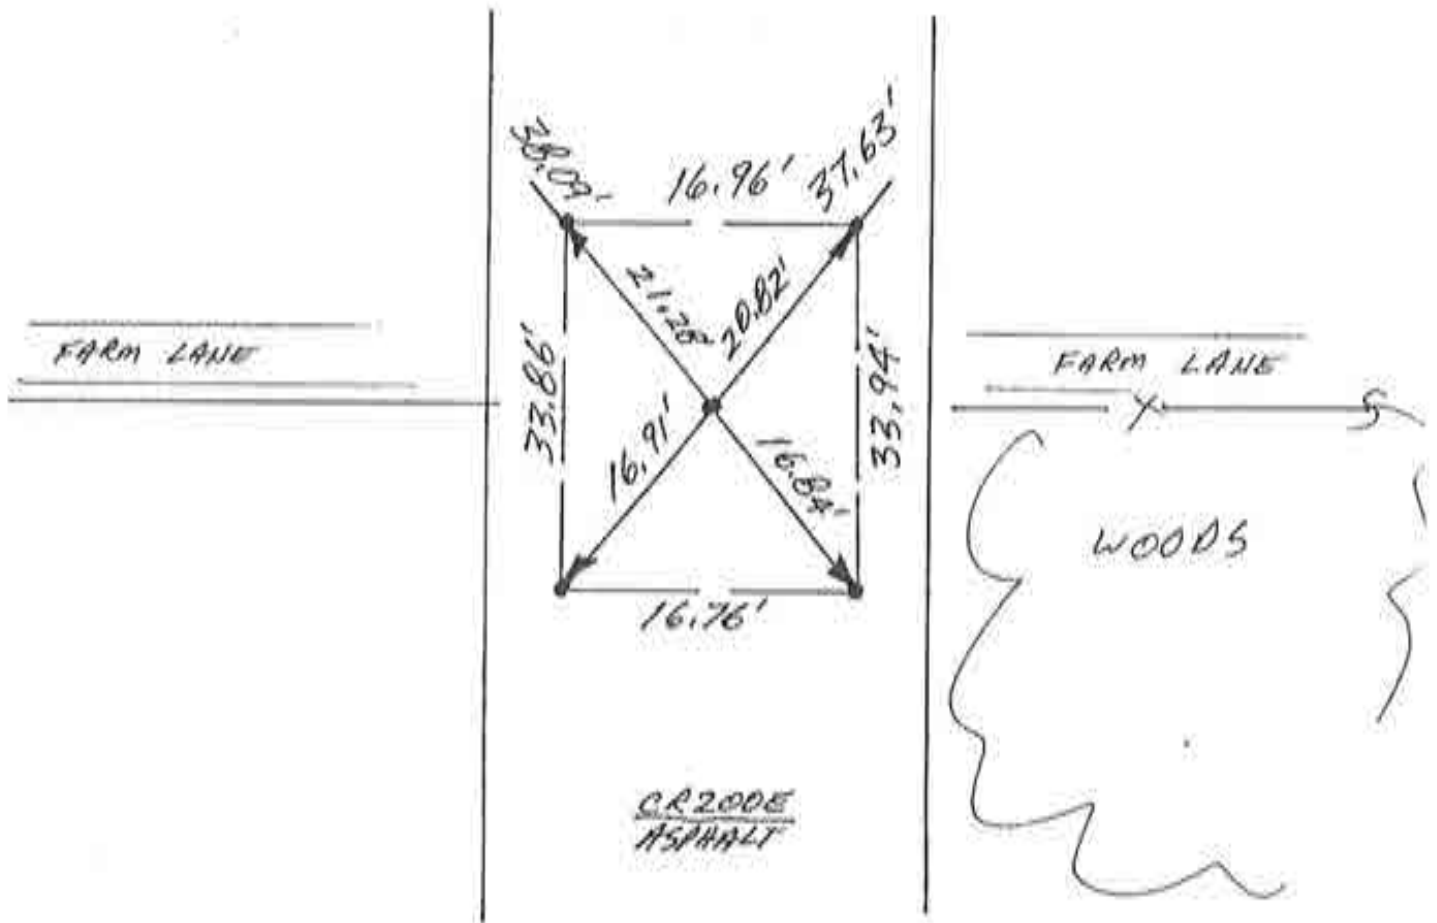 38.09'
16.96'
37.63'
21.28'
20.82'
FARM LANE
33.86'
33.94'
FARM LANE
16.91'
16.84'
WOODS
16.76'
CR200E
ASPHALT